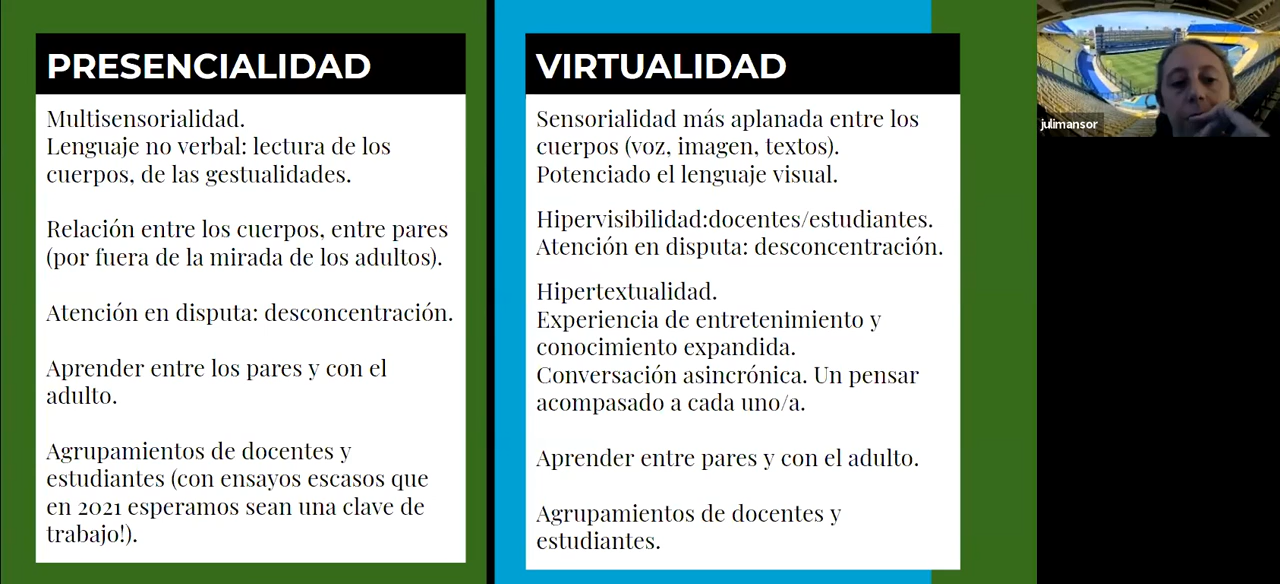 PRESENCIALIDAD
Multisensorialidad.
Lenguaje no verbal: lectura de los
cuerpos, de las gestualidades.
Relación entre los cuerpos, entre pares
(por fuera de la mirada de los adultos).
Atención en disputa: desconcentración.
Aprender entre los pares y con el
adulto.
Agrupamientos de docentes y
estudiantes (con ensayos escasos que
en 2021 esperamos sean una clave de
trabajo!).
VIRTUALIDAD
Sensorialidad más aplanada entre los
cuerpos (voz, imagen, textos).
Potenciado el lenguaje visual.
Hipervisibilidad:docentes/estudiantes.
Atención en disputa: desconcentración.
Hipertextualidad.
Experiencia de entretenimiento y
conocimiento expandida.
Conversación asincrónica. Un pensar
acompasado a cada uno/a.
Aprender entre pares y con el adulto.
Agrupamientos de docentes y
estudiantes.
julimansor